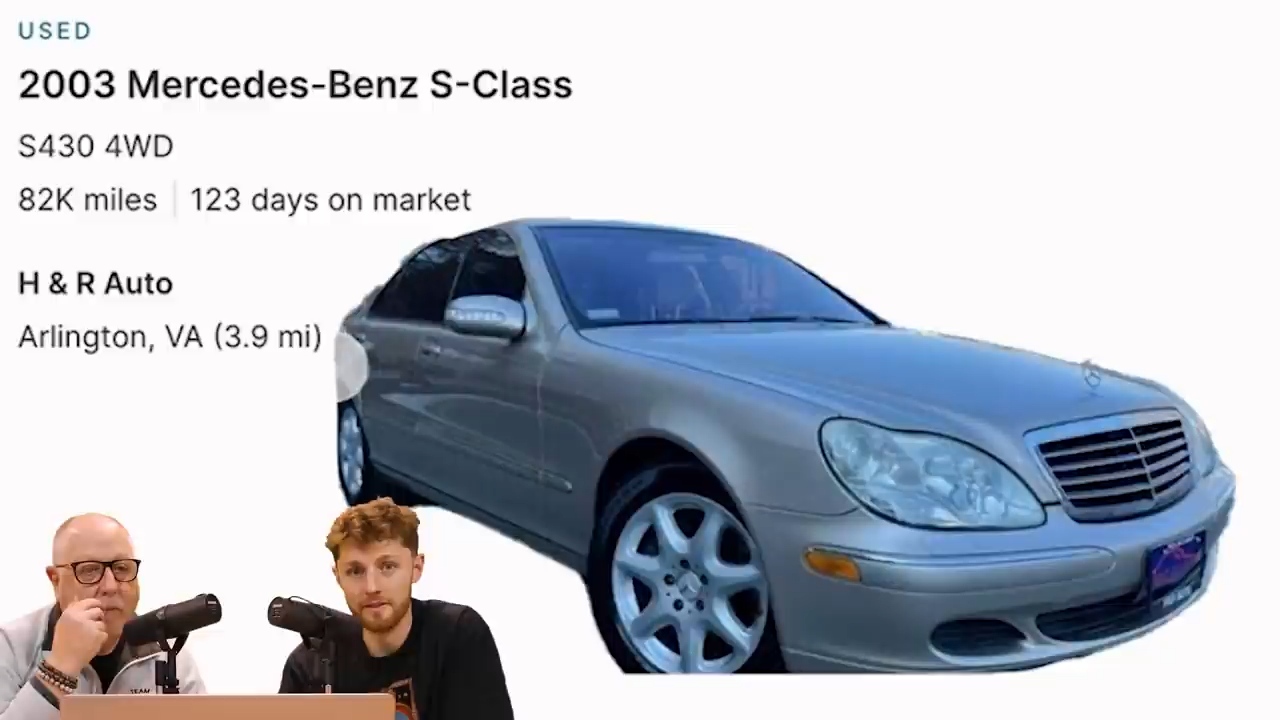 USED
2003 Mercedes-Benz S-Class
S430 4WD
82K miles | 123 days on market
H & R Auto
Arlington, VA (3.9 mi)
TEAM